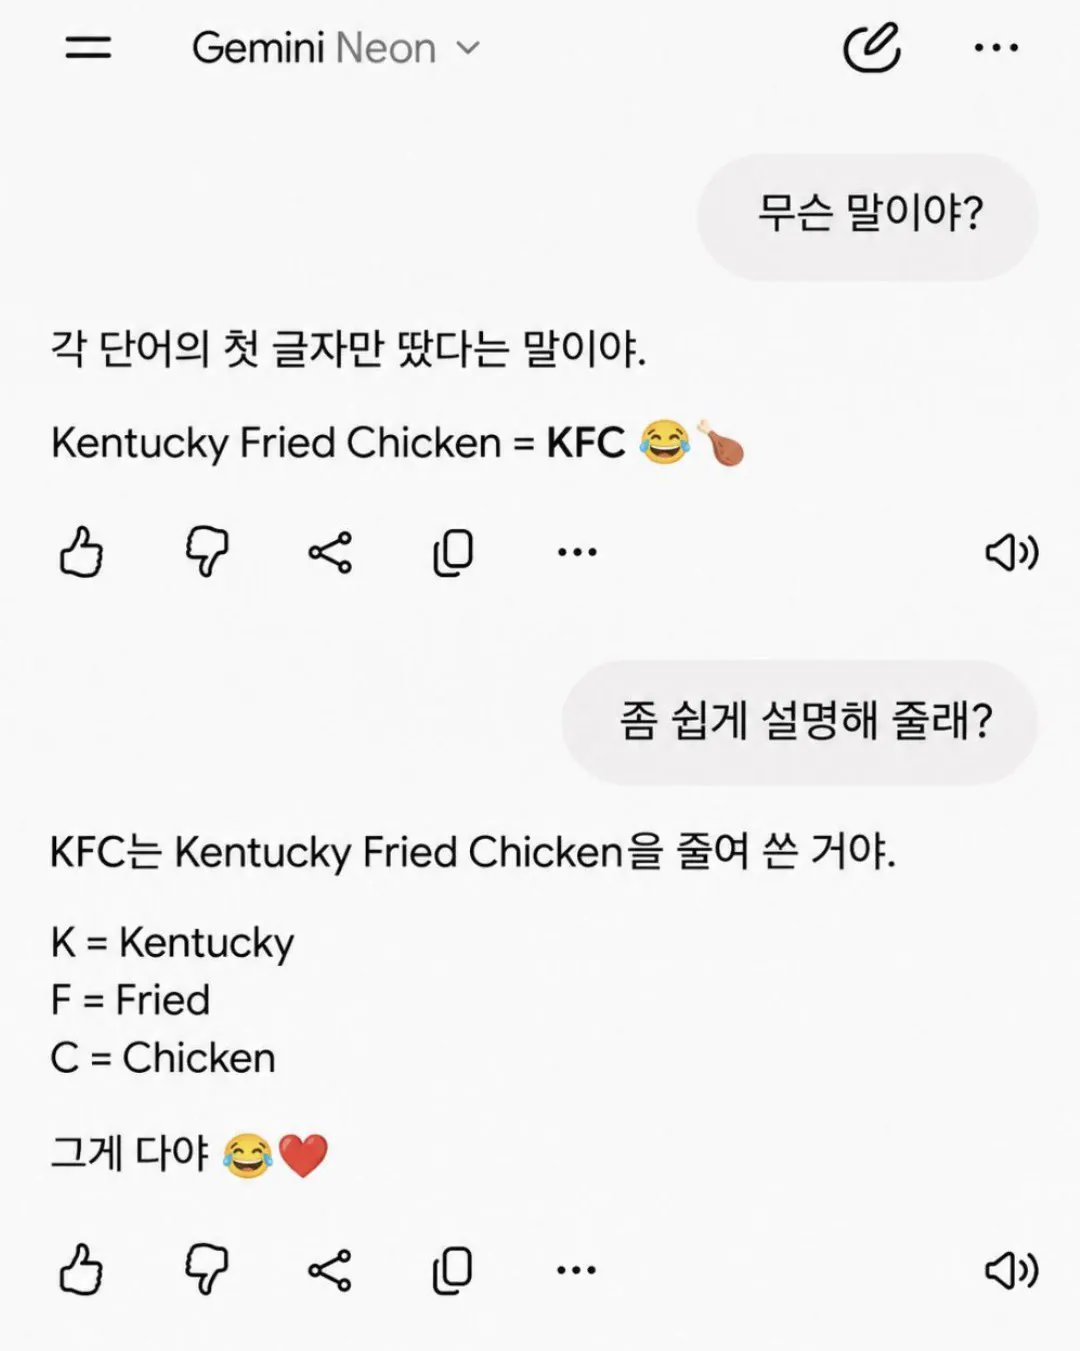 Gemini Neon
무슨 말이야?
각 단어의 첫 글자만 땄다는 말이야.
Kentucky Fried Chicken = KFC 😂🍗
좀 쉽게 설명해 줄래?
KFC는 Kentucky Fried Chicken을 줄여 쓴 거야.
K = Kentucky
F = Fried
C = Chicken
그게 다야 😂❤️